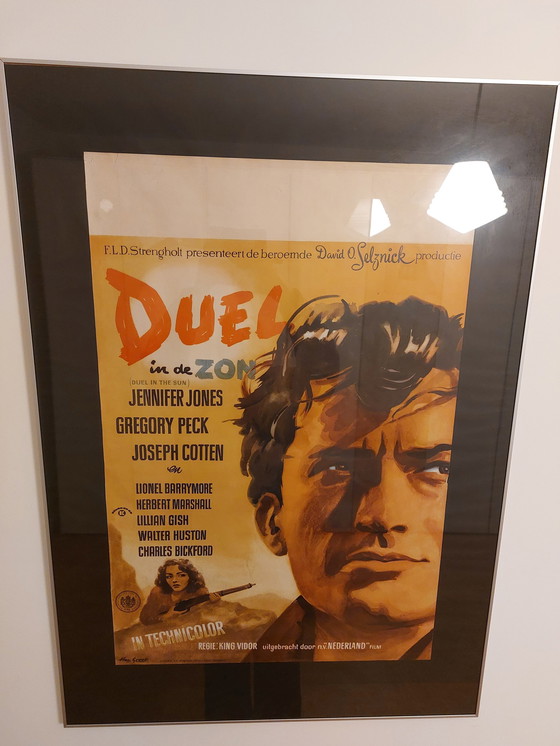 F.L.D. Strengholt presenteert de beroemde David O. Selznick productie
DUEL
in de ZON
(DUEL IN THE SUN)
JENNIFER JONES
GREGORY PECK
JOSEPH COTTEN
en
LIONEL BARRYMORE
HERBERT MARSHALL
LILLIAN GISH
WALTER HUSTON
CHARLES BICKFORD
IN TECHNICOLOR
REGIE: KING VIDOR uitgebracht door n.v. "NEDERLAND" FILM